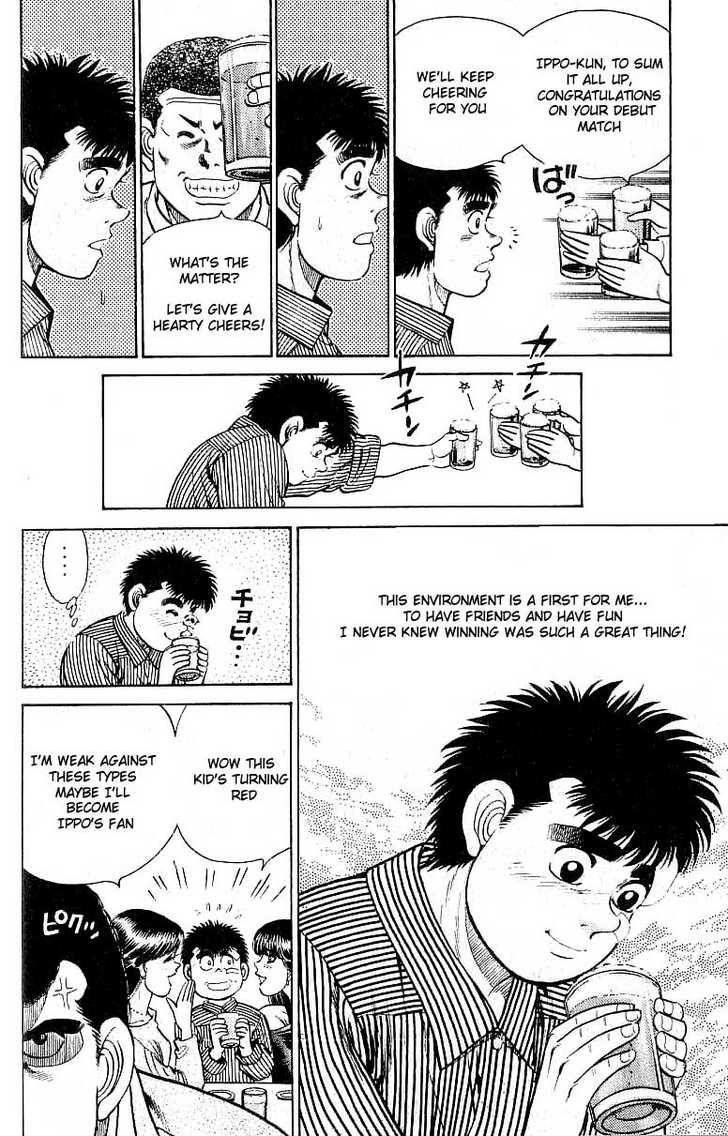 IPPO-KUN, TO SUM
IT ALL UP,
CONGRATULATIONS
ON YOUR DEBUT
MATCH
WE'LL KEEP
CHEERING
FOR YOU
ばっ
WHAT'S THE
MATTER?
LET'S GIVE A
HEARTY CHEERS!
カチーン
カチーン
THIS ENVIRONMENT IS A FIRST FOR ME...
TO HAVE FRIENDS AND HAVE FUN
I NEVER KNEW WINNING WAS SUCH A GREAT THING!
...
チョビ...
WOW THIS
KID'S TURNING
RED
I'M WEAK AGAINST
THESE TYPES
MAYBE I'LL
BECOME
IPPO'S FAN
ピクッ